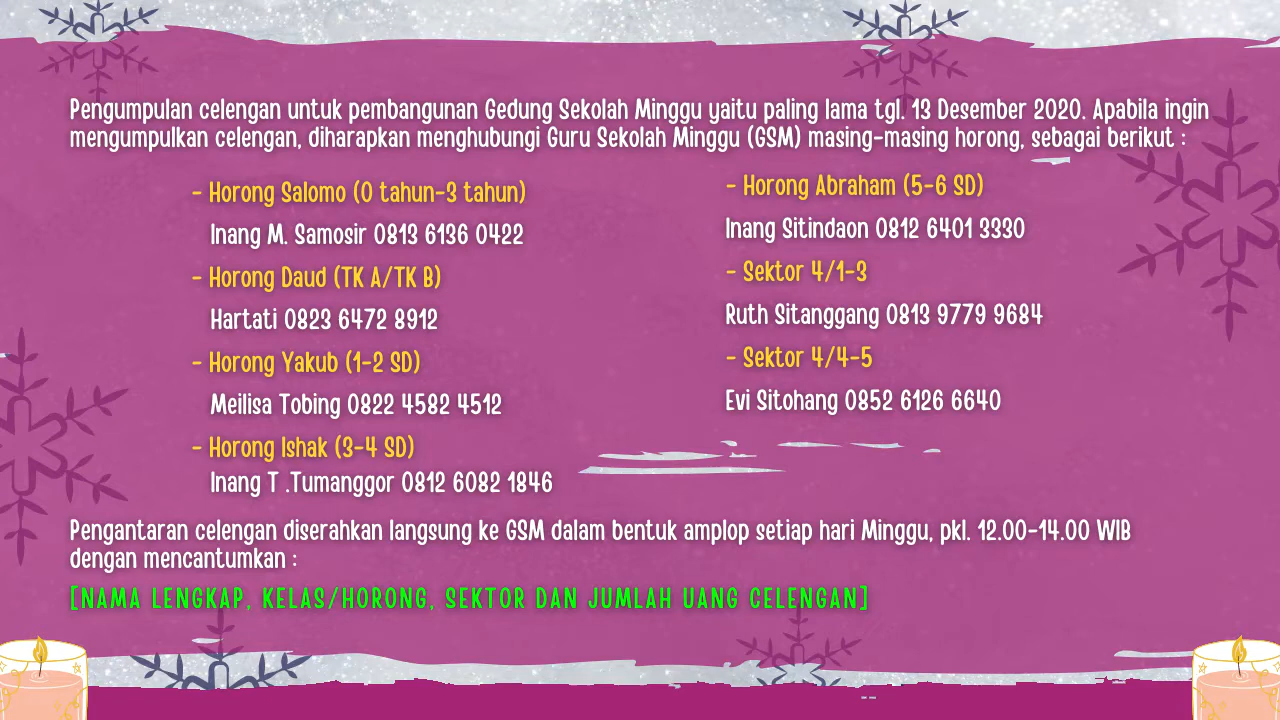 Pengumpulan celengan untuk pembangunan Gedung Sekolah Minggu yaitu paling lama tgl. 13 Desember 2020. Apabila ingin
mengumpulkan celengan, diharapkan menghubungi Guru Sekolah Minggu (GSM) masing-masing horong, sebagai berikut :
- Horong Salomo (0 tahun-3 tahun)
Inang M. Samosir 0813 6136 0422
- Horong Daud (TK A/TK B)
Hartati 0823 6472 8912
- Horong Yakub (1-2 SD)
Meilisa Tobing 0822 4582 4512
- Horong Ishak (3-4 SD)
Inang T .Tumanggor 0812 6082 1846
- Horong Abraham (5-6 SD)
Inang Sitindaon 0812 6401 3330
- Sektor 4/1-3
Ruth Sitanggang 0813 9779 9684
- Sektor 4/4-5
Evi Sitohang 0852 6126 6640
Pengantaran celengan diserahkan langsung ke GSM dalam bentuk amplop setiap hari Minggu, pkl. 12.00-14.00 WIB
dengan mencantumkan :
[NAMA LENGKAP, KELAS/HORONG, SEKTOR DAN JUMLAH UANG CELENGAN]